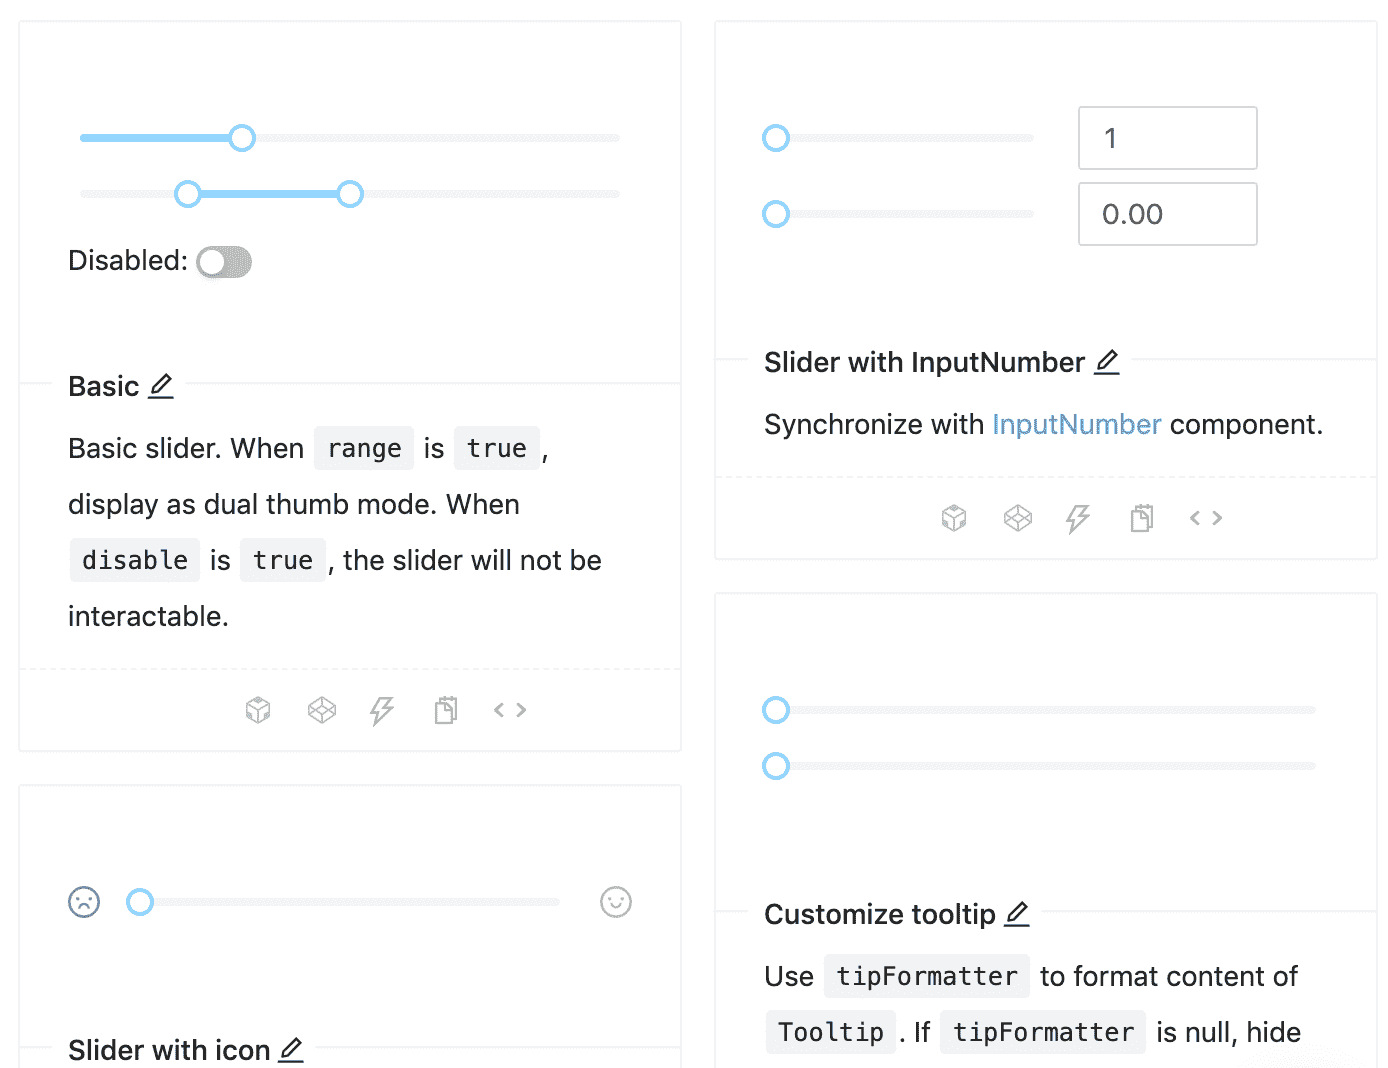 Disabled:
Basic
Basic slider. When range is true,
display as dual thumb mode. When
disable is true, the slider will not be
interactable.
Slider with icon
1
0.00
Slider with InputNumber
Synchronize with InputNumber component.
Customize tooltip
Use tipFormatter to format content of
Tooltip. If tipFormatter is null, hide